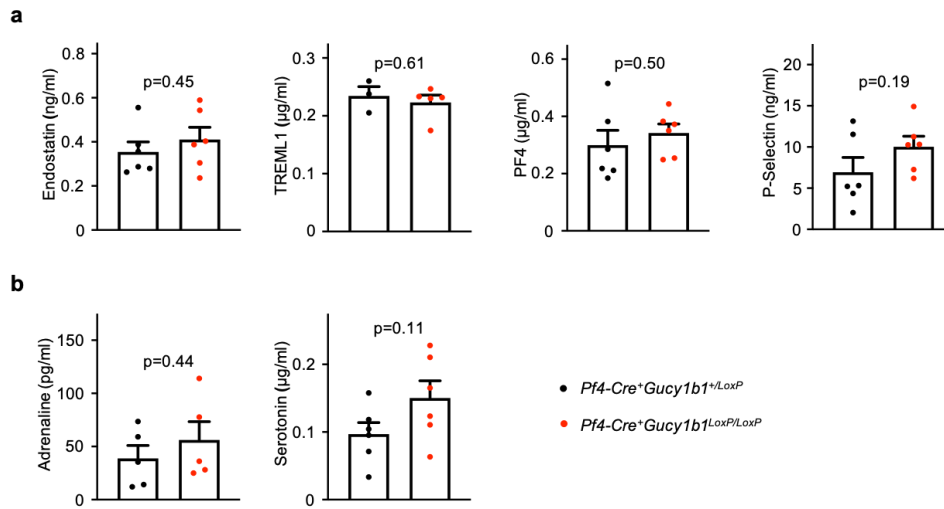 a
Endostatin (ng/ml)
0.8
0.6
0.4
0.2
0
p=0.45
TREML1 (µg/ml)
0.3
0.2
0.1
0
p=0.61
PF4 (µg/ml)
0.6
0.4
0.2
0
p=0.50
P-Selectin (ng/ml)
20
15
10
5
0
p=0.19
b
Adrenaline (pg/ml)
150
100
50
0
p=0.44
Serotonin (µg/ml)
0.2
0.1
0
p=0.11
Pf4-Cre⁺Gucy1b1⁺/LoxP
Pf4-Cre⁺Gucy1b1LoxP/LoxP